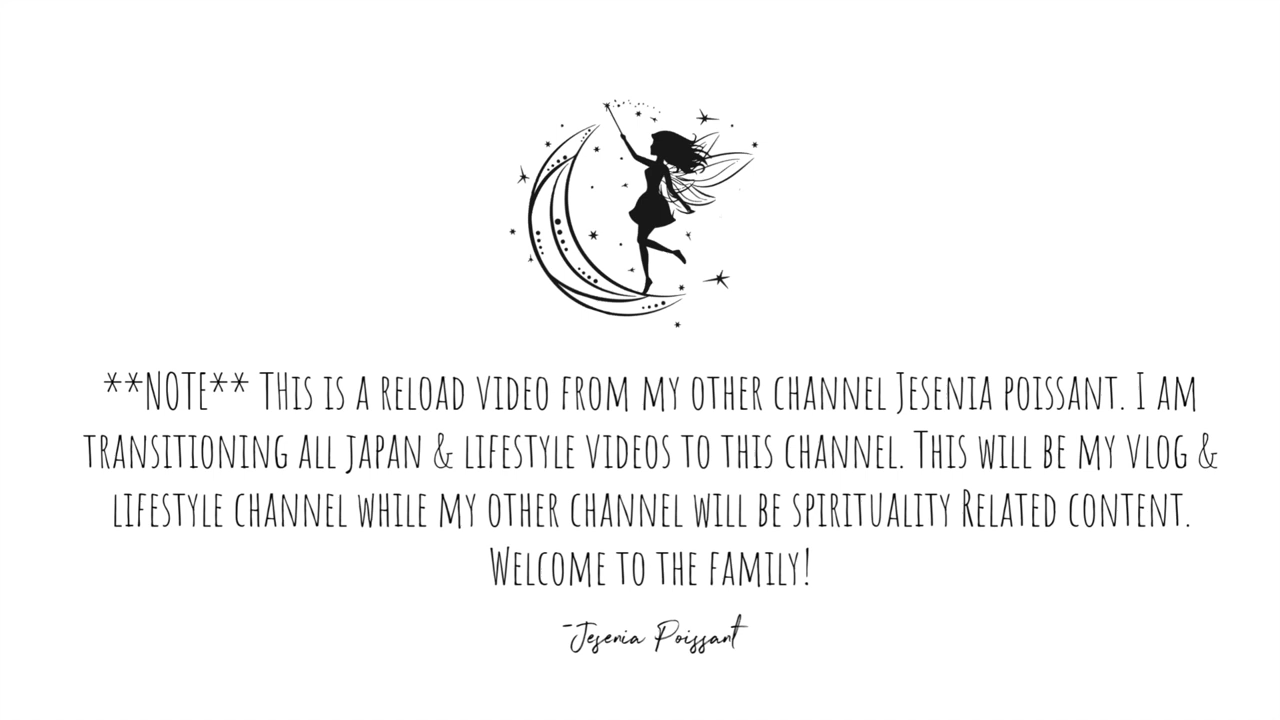 **NOTE** THis is a reload video from my other channel Jesenia poissant. I am
transitioning all Japan & lifestyle videos to this channel. This will be my vlog &
lifestyle channel while my other channel will be spirituality Related content.
Welcome to the family!
-Jesenia Poissant